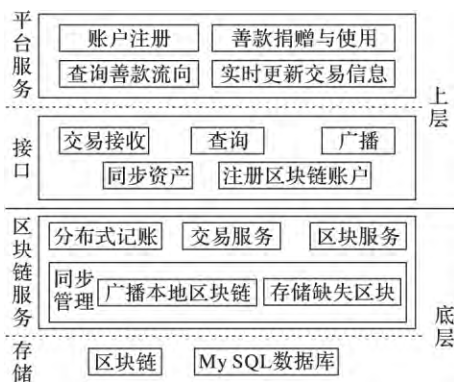 平台服务
账户注册 善款捐赠与使用
查询善款流向 实时更新交易信息
上层
接口
交易接收 查询 广播
同步资产 注册区块链账户
区块链服务
分布式记账 交易服务 区块服务
同步管理
广播本地区块链 存储缺失区块
底层
存储
区块链 My SQL数据库